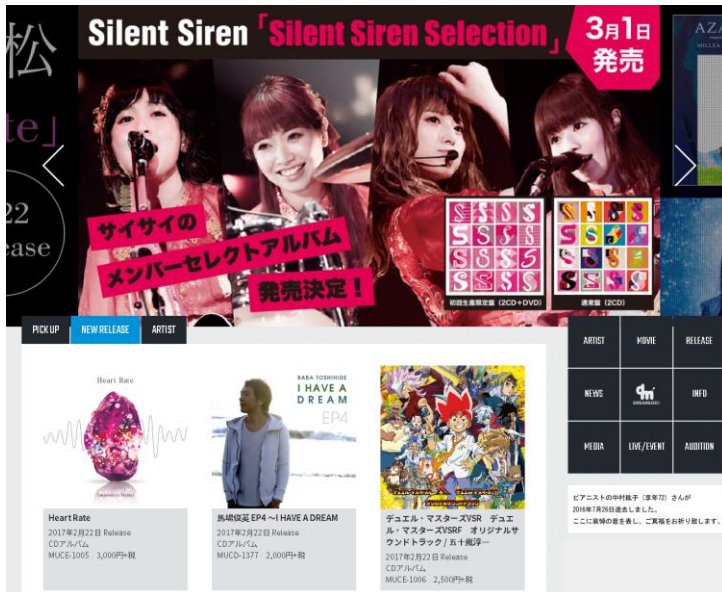 Silent Siren「Silent Siren Selection」
3月1日
発売
AZA
MILLEA
松
te」
22
ease
サイサイの
メンバーセレクトアルバム
発売決定！
初回生産限定盤（2CD+DVD）
通常盤（2CD）
PICK UP
NEW RELEASE
ARTIST
ARTIST
MOVIE
RELEASE
NEWS
DREAMUSIC
INFO
MEDIA
LIVE/EVENT
AUDITION
Heart Rate
Heart Rate
2017年2月22日 Release
CDアルバム
MUCE-1005 3,000円+税
BABA TOSHIHIDE
I HAVE A
DREAM
EP4
馬場俊英 EP4 ～I HAVE A DREAM
2017年2月22日 Release
CDアルバム
MUCD-1377 2,000円+税
デュエル・マスターズVSR デュエ
ル・マスターズVSRF オリジナルサ
ウンドトラック / 五十嵐淳一
2017年2月22日 Release
CDアルバム
MUCE-1006 2,500円+税
ピアニストの中村紘子（享年72）さんが
2016年7月26日逝去しました。
ここに哀悼の意を表し、ご冥福をお祈り致します。